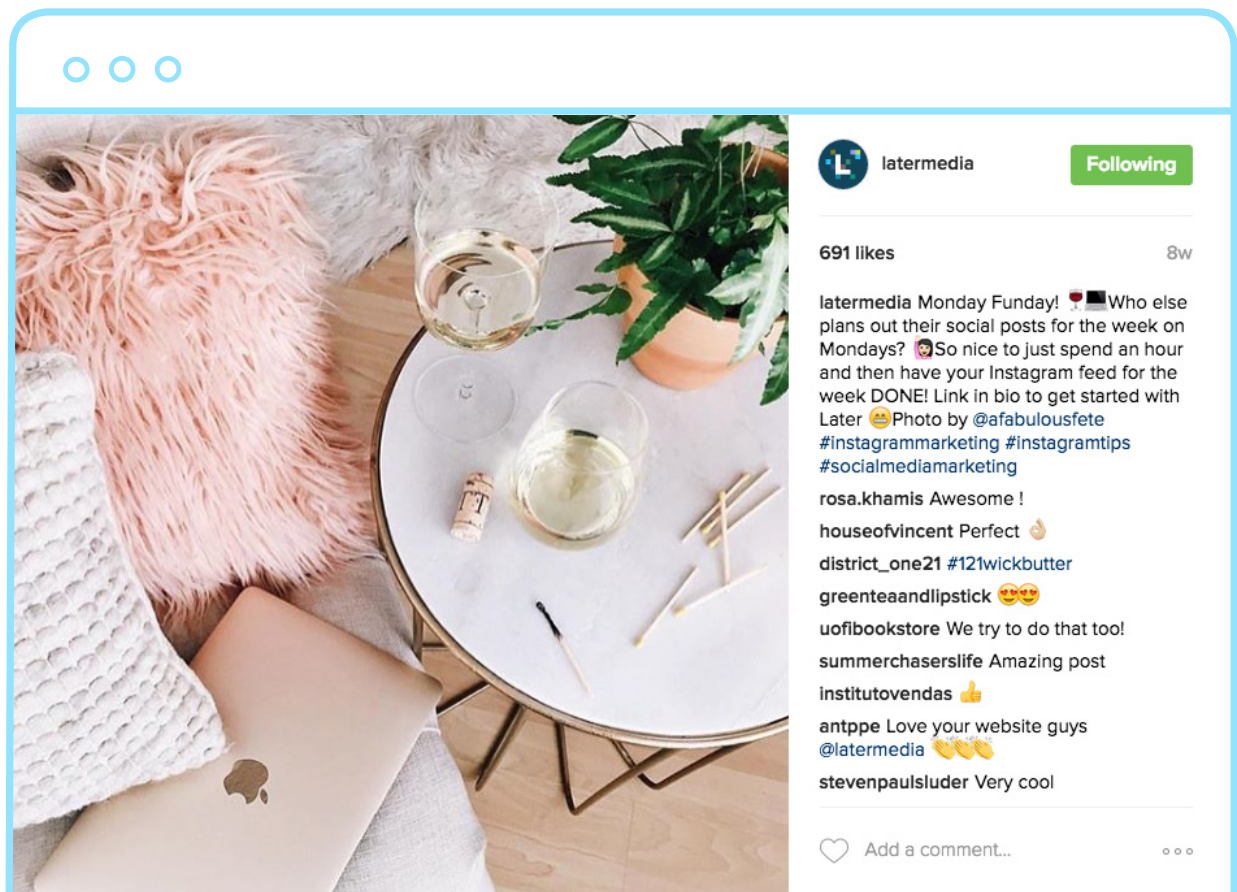 L
latermedia
Following
691 likes
8w
latermedia Monday Funday! 🍷💻Who else
plans out their social posts for the week on
Mondays? 🙋🏻So nice to just spend an hour
and then have your Instagram feed for the
week DONE! Link in bio to get started with
Later 😁Photo by @afabulousfete
#instagrammarketing #instagramtips
#socialmediamarketing
rosa.khamis Awesome !
houseofvincent Perfect 👌🏻
district_one21 #121wickbutter
greenteaandlipstick 😍😍
uofibookstore We try to do that too!
summerchaserslife Amazing post
institutovendas 👍
antppe Love your website guys
@latermedia 👏👏👏
stevenpaulsluder Very cool
Add a comment...